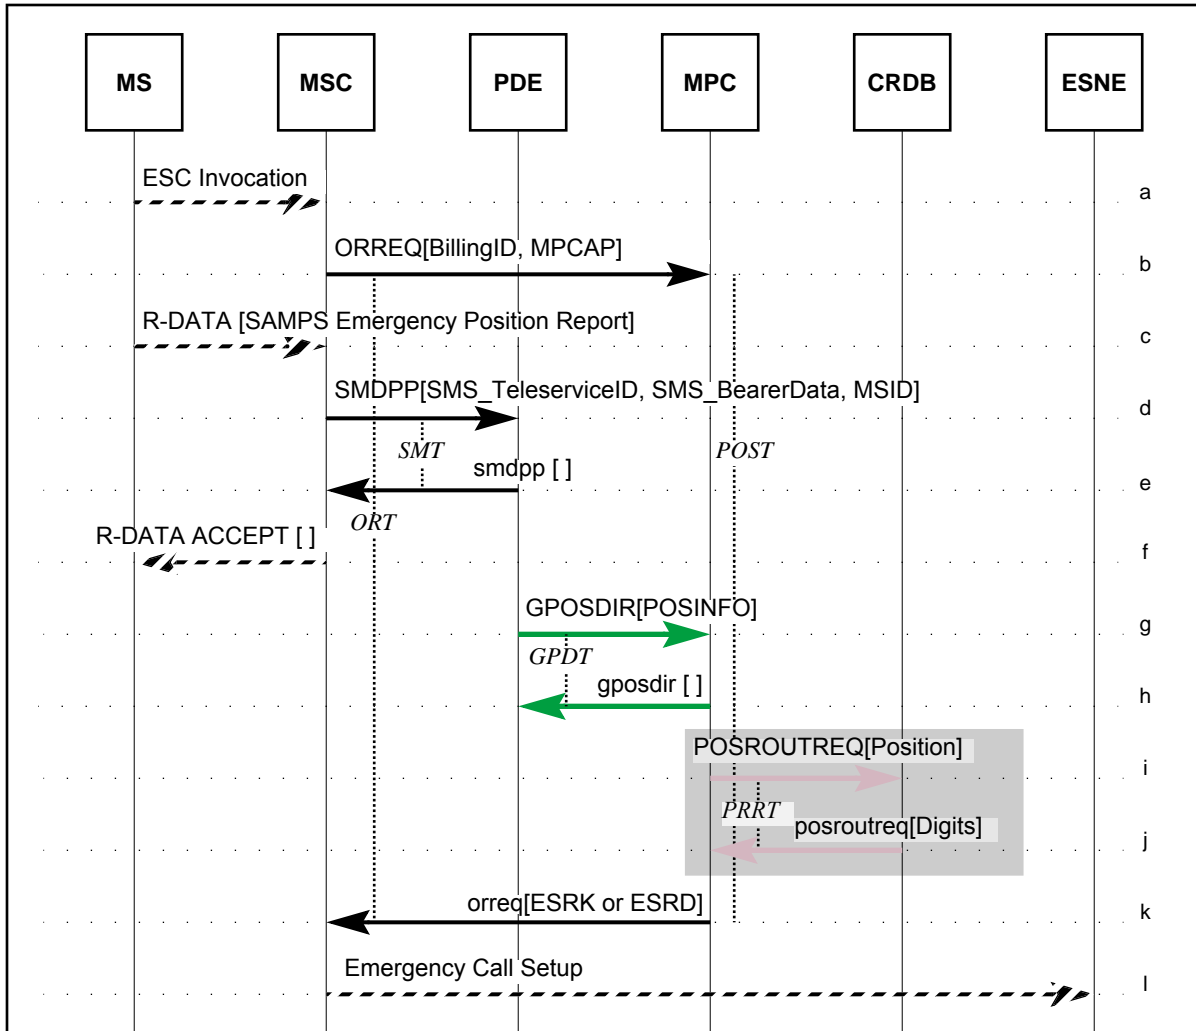 MS MSC PDE MPC CRDB ESNE
ESC Invocation
a
ORREQ[BillingID, MPCAP]
b
R-DATA [SAMPS Emergency Position Report]
c
SMDPP[SMS_TeleserviceID, SMS_BearerData, MSID]
d
SMT
POST
smdpp [ ]
e
ORT
R-DATA ACCEPT [ ]
f
GPOSDIR[POSINFO]
g
GPDT
gposdir [ ]
h
POSROUTREQ[Position]
i
PRRT
posroutreq[Digits]
j
orreq[ESRK or ESRD]
k
Emergency Call Setup
l